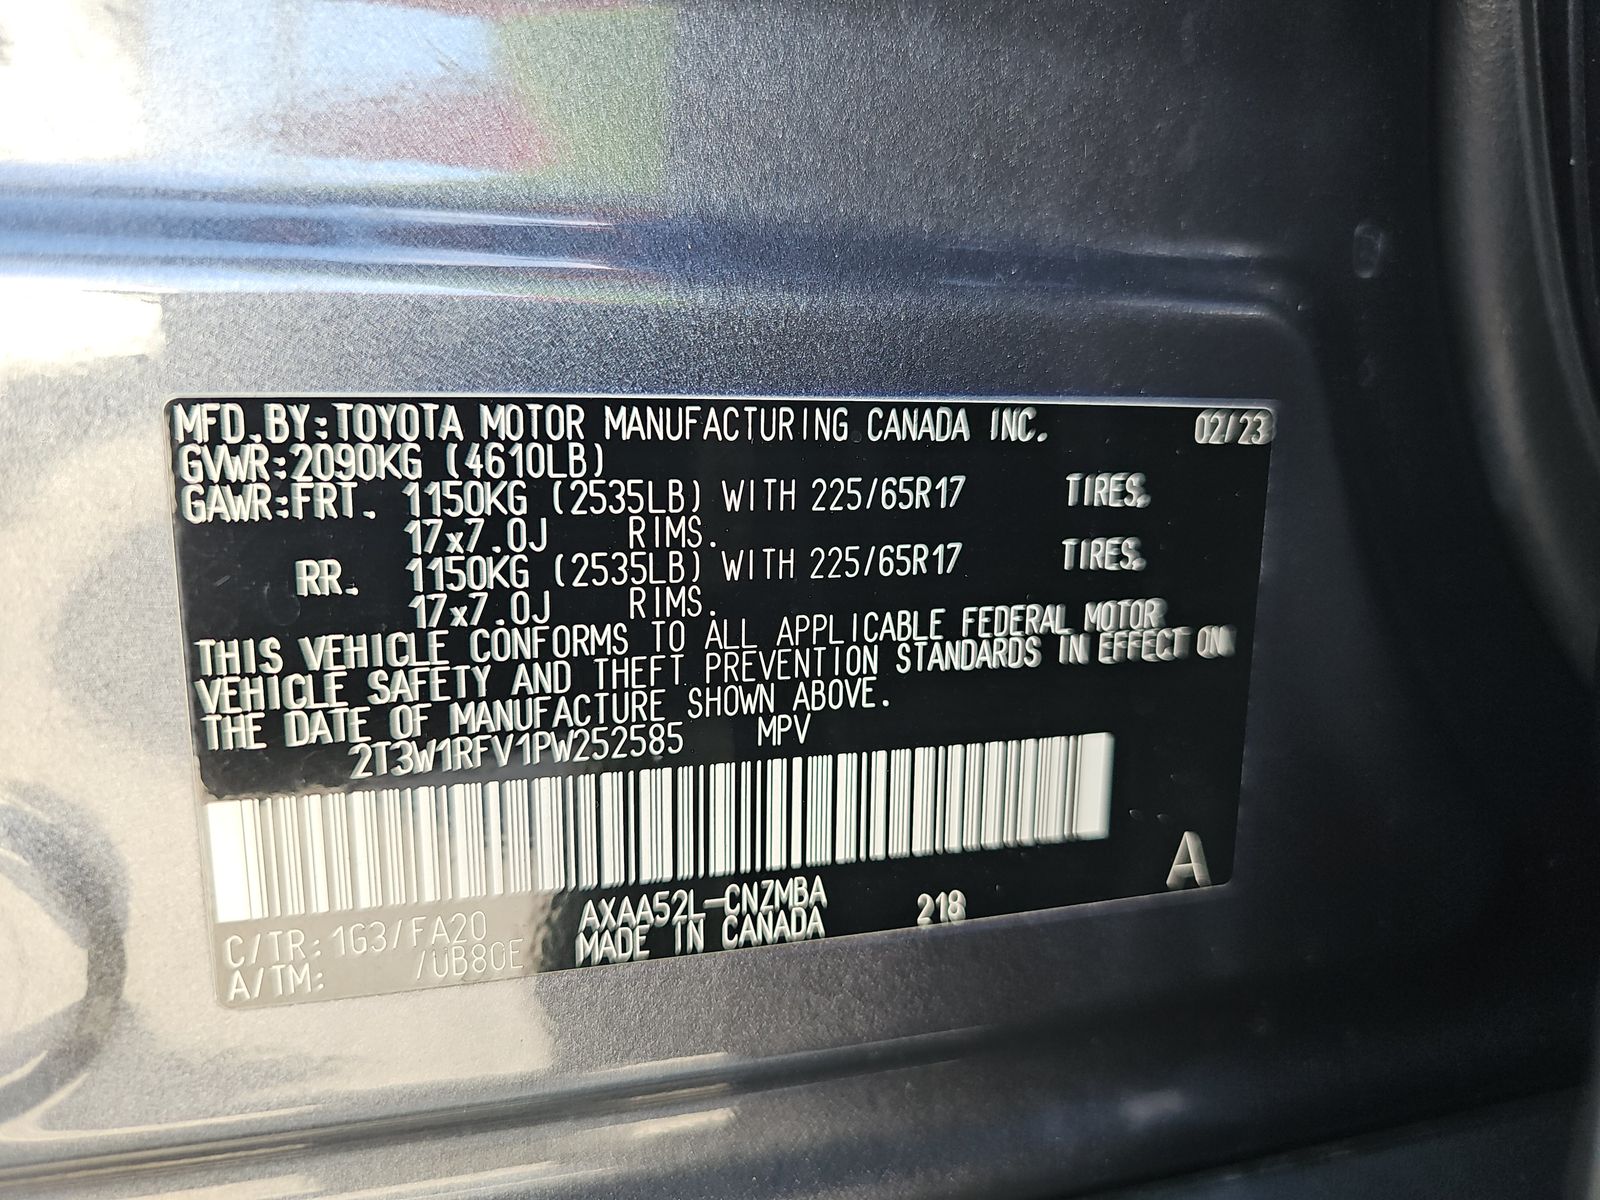 MFD. BY: TOYOTA MOTOR MANUFACTURING CANADA INC. 02/23
GVWR: 2090KG (4610LB)
GAWR: FRT. 1150KG (2535LB) WITH 225/65R17 TIRES,
17x7.0J RIMS.
RR. 1150KG (2535LB) WITH 225/65R17 TIRES,
17x7.0J RIMS.
THIS VEHICLE CONFORMS TO ALL APPLICABLE FEDERAL MOTOR
VEHICLE SAFETY AND THEFT PREVENTION STANDARDS IN EFFECT ON
THE DATE OF MANUFACTURE SHOWN ABOVE.
2T3W1RFV1PW252585 MPV
A
C/TR: 1G3/FA20 AXAA52L-CNZMBA 218
A/TM: /UB80E MADE IN CANADA